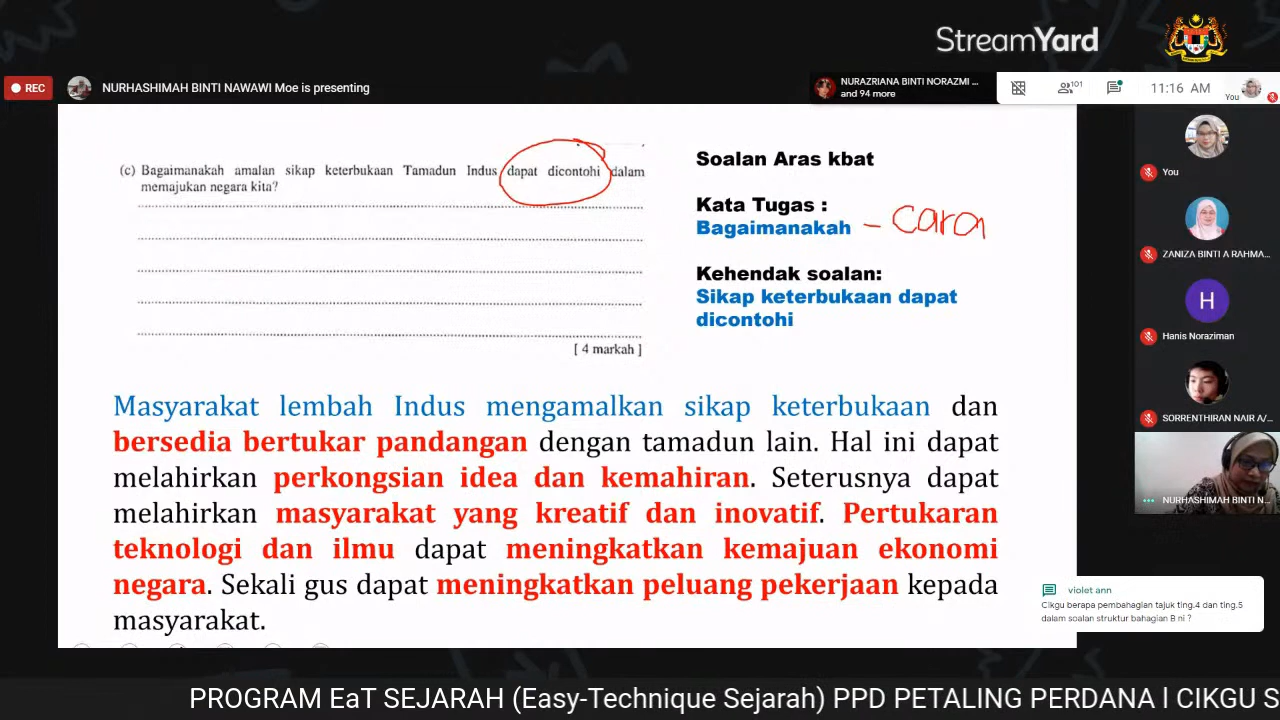 StreamYard
REC
NURHASHIMAH BINTI NAWAWI Moe is presenting
NURAZRIANA BINTI NORAZMI ...
and 94 more
101
11:16 AM
You
(c) Bagaimanakah amalan sikap keterbukaan Tamadun Indus dapat dicontohi dalam
memajukan negara kita?
[ 4 markah ]
Soalan Aras kbat
Kata Tugas :
Bagaimanakah – cara
Kehendak soalan:
Sikap keterbukaan dapat
dicontohi
Masyarakat lembah Indus mengamalkan sikap keterbukaan dan
bersedia bertukar pandangan dengan tamadun lain. Hal ini dapat
melahirkan perkongsian idea dan kemahiran. Seterusnya dapat
melahirkan masyarakat yang kreatif dan inovatif. Pertukaran
teknologi dan ilmu dapat meningkatkan kemajuan ekonomi
negara. Sekali gus dapat meningkatkan peluang pekerjaan kepada
masyarakat.
You
ZANIZA BINTI A RAHMA...
H
Hanis Noraziman
SORRENTHIRAN NAIR A/...
NURHASHIMAH BINTI N...
violet ann
Cikgu berapa pembahagian tajuk ting.4 dan ting.5
dalam soalan struktur bahagian B ni ?
PROGRAM EaT SEJARAH (Easy-Technique Sejarah) PPD PETALING PERDANA l CIKGU S